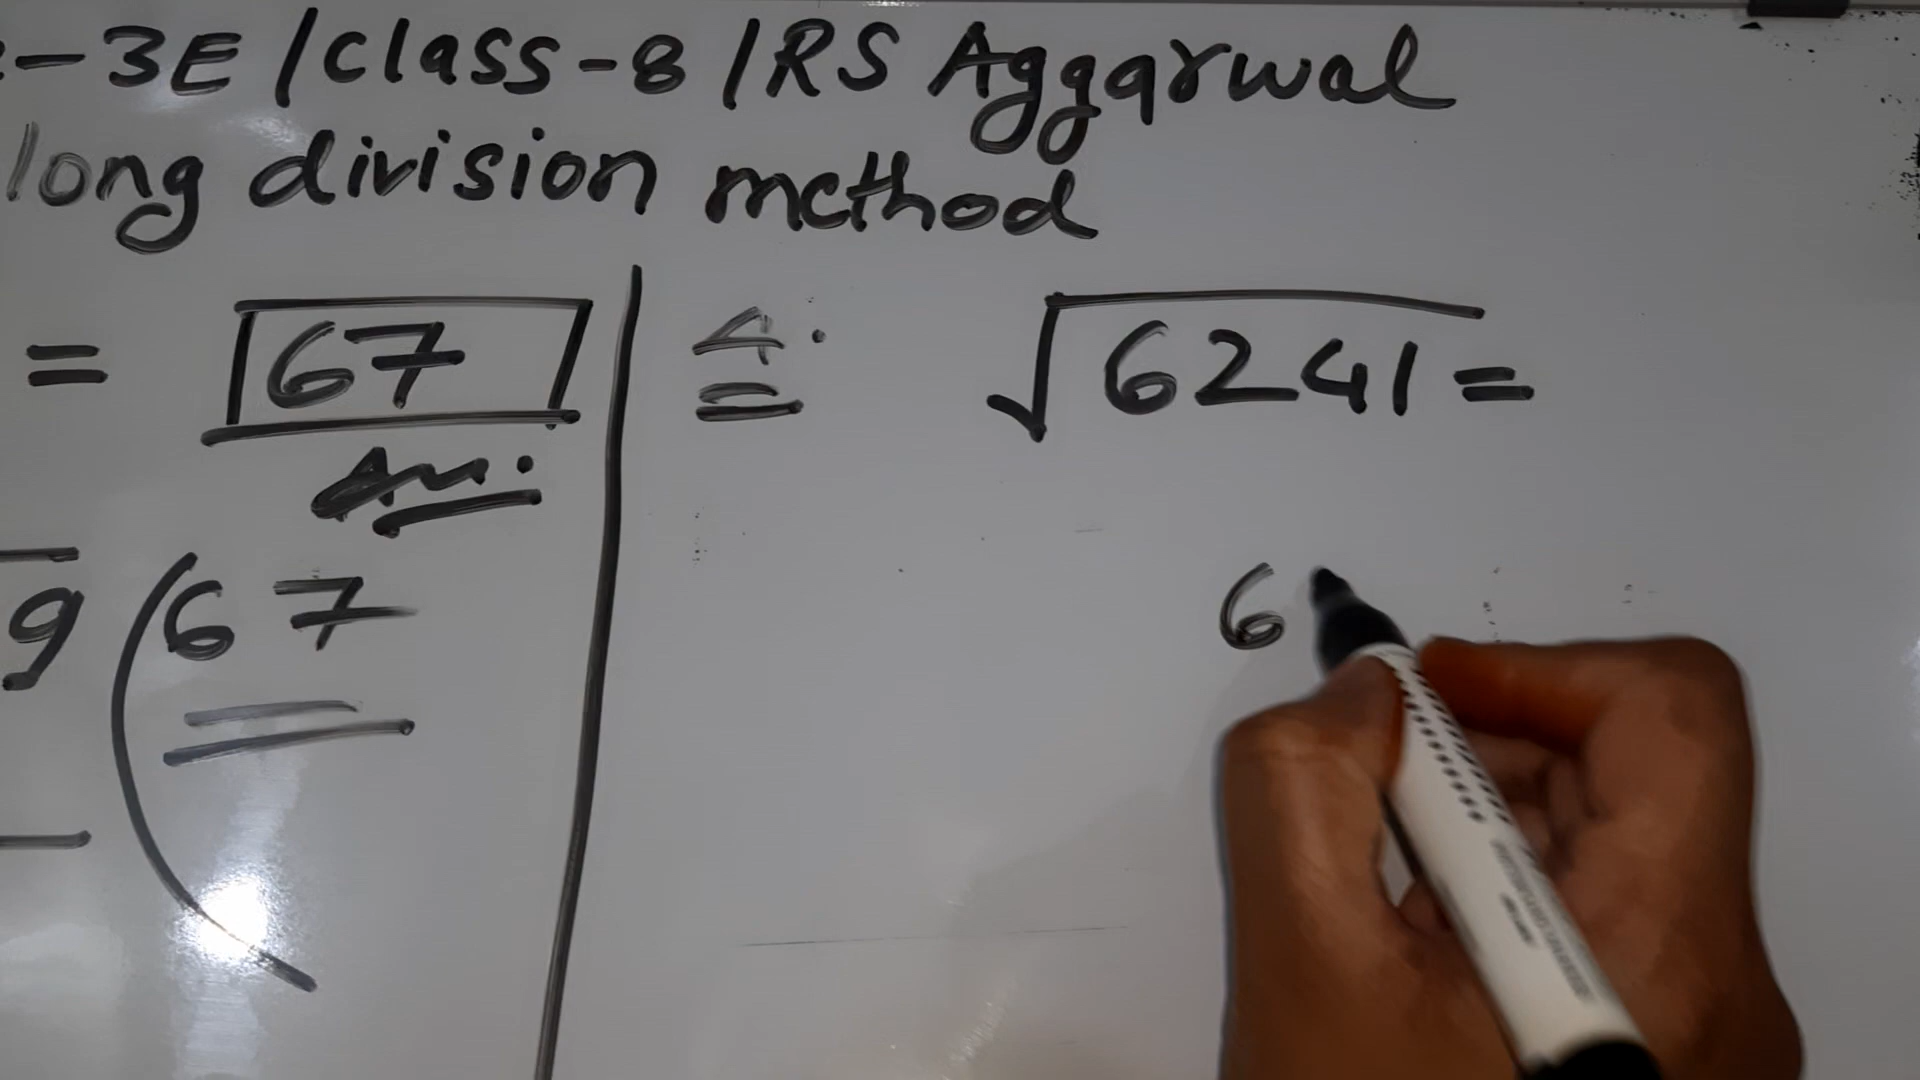 -3E / class-8 / RS Aggarwal
long division method
= 67
Ans.
9 ( 67
4. √6241 =
6